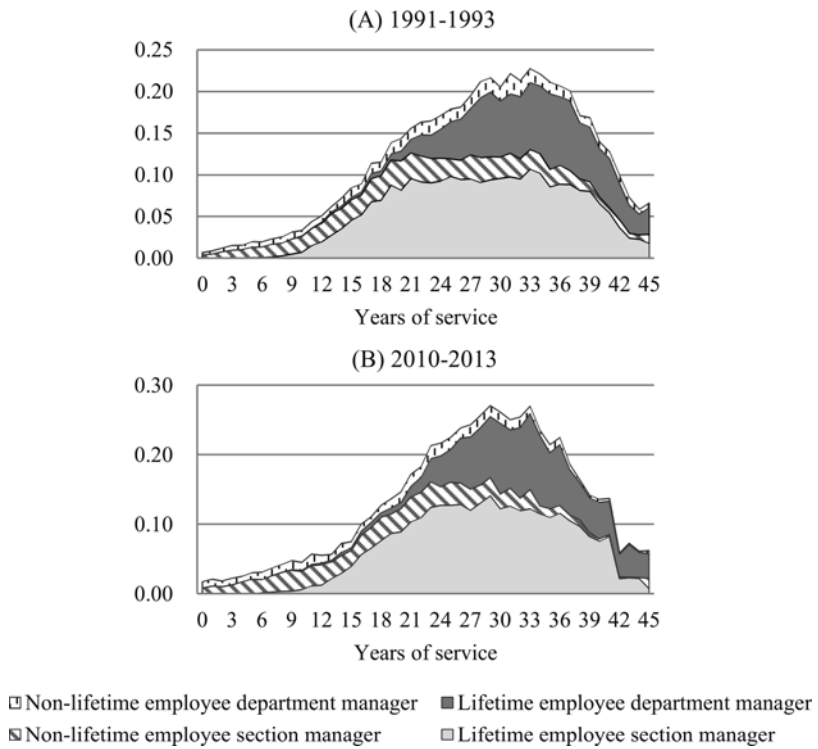 (A) 1991-1993
0.25
0.20
0.15
0.10
0.05
0.00
0 3 6 9 12 15 18 21 24 27 30 33 36 39 42 45
Years of service
(B) 2010-2013
0.30
0.20
0.10
0.00
0 3 6 9 12 15 18 21 24 27 30 33 36 39 42 45
Years of service
Non-lifetime employee department manager Lifetime employee department manager
Non-lifetime employee section manager Lifetime employee section manager